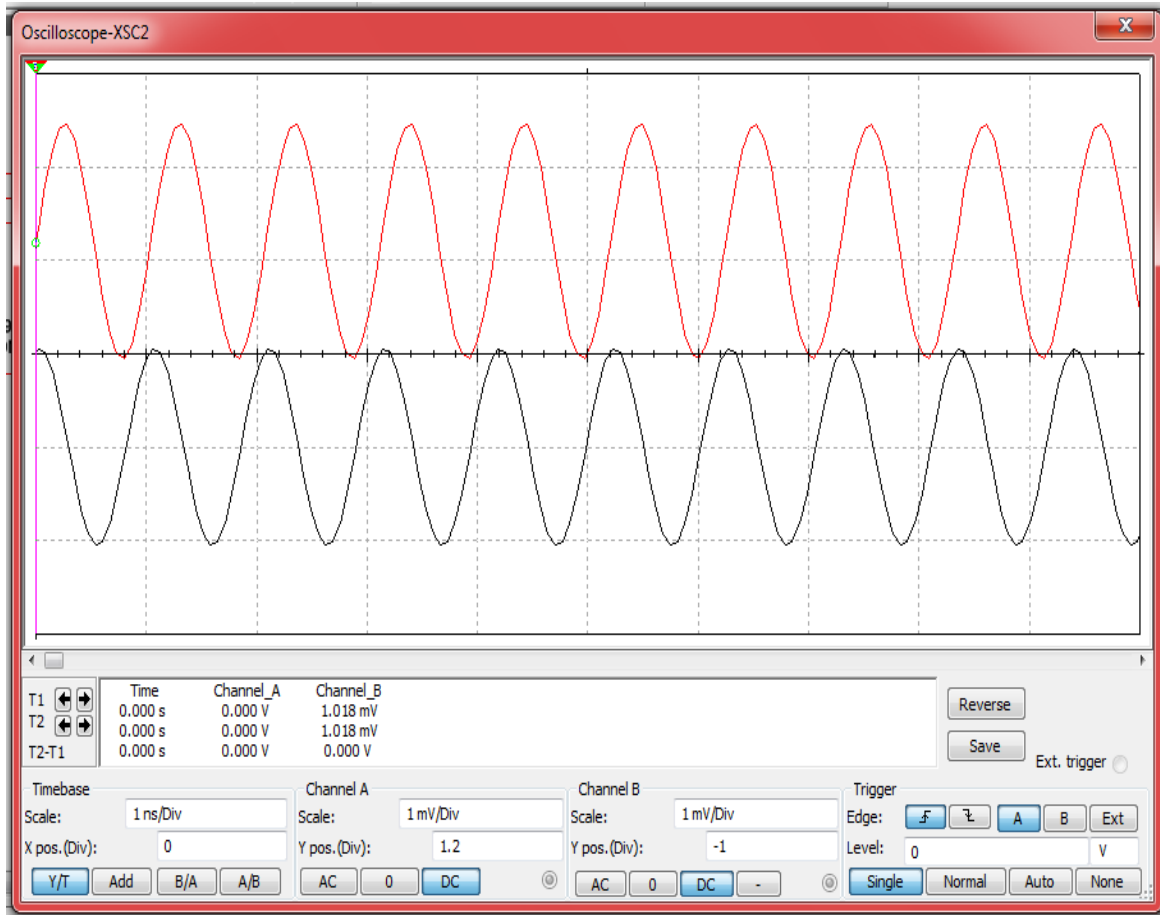 Oscilloscope-XSC2
x
Time Channel_A Channel_B
T1 0.000 s 0.000 V 1.018 mV
T2 0.000 s 0.000 V 1.018 mV
T2-T1 0.000 s 0.000 V 0.000 V
Reverse
Save
Ext. trigger
Timebase Channel A Channel B Trigger
Scale: 1 ns/Div Scale: 1 mV/Div Scale: 1 mV/Div Edge: A B Ext
X pos.(Div): 0 Y pos.(Div): 1.2 Y pos.(Div): -1 Level: 0 V
Y/T Add B/A A/B AC 0 DC AC 0 DC - Single Normal Auto None